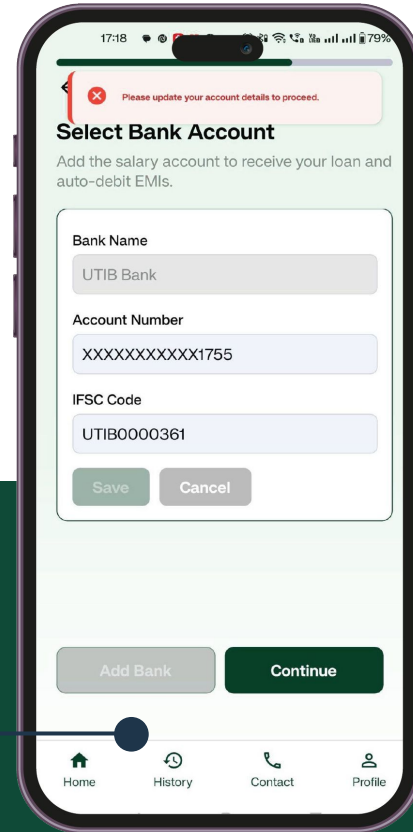 17:18
79%
Please update your account details to proceed.
Select Bank Account
Add the salary account to receive your loan and
auto-debit EMIs.
Bank Name
UTIB Bank
Account Number
XXXXXXXXXXX1755
IFSC Code
UTIB0000361
Save Cancel
Add Bank Continue
Home History Contact Profile